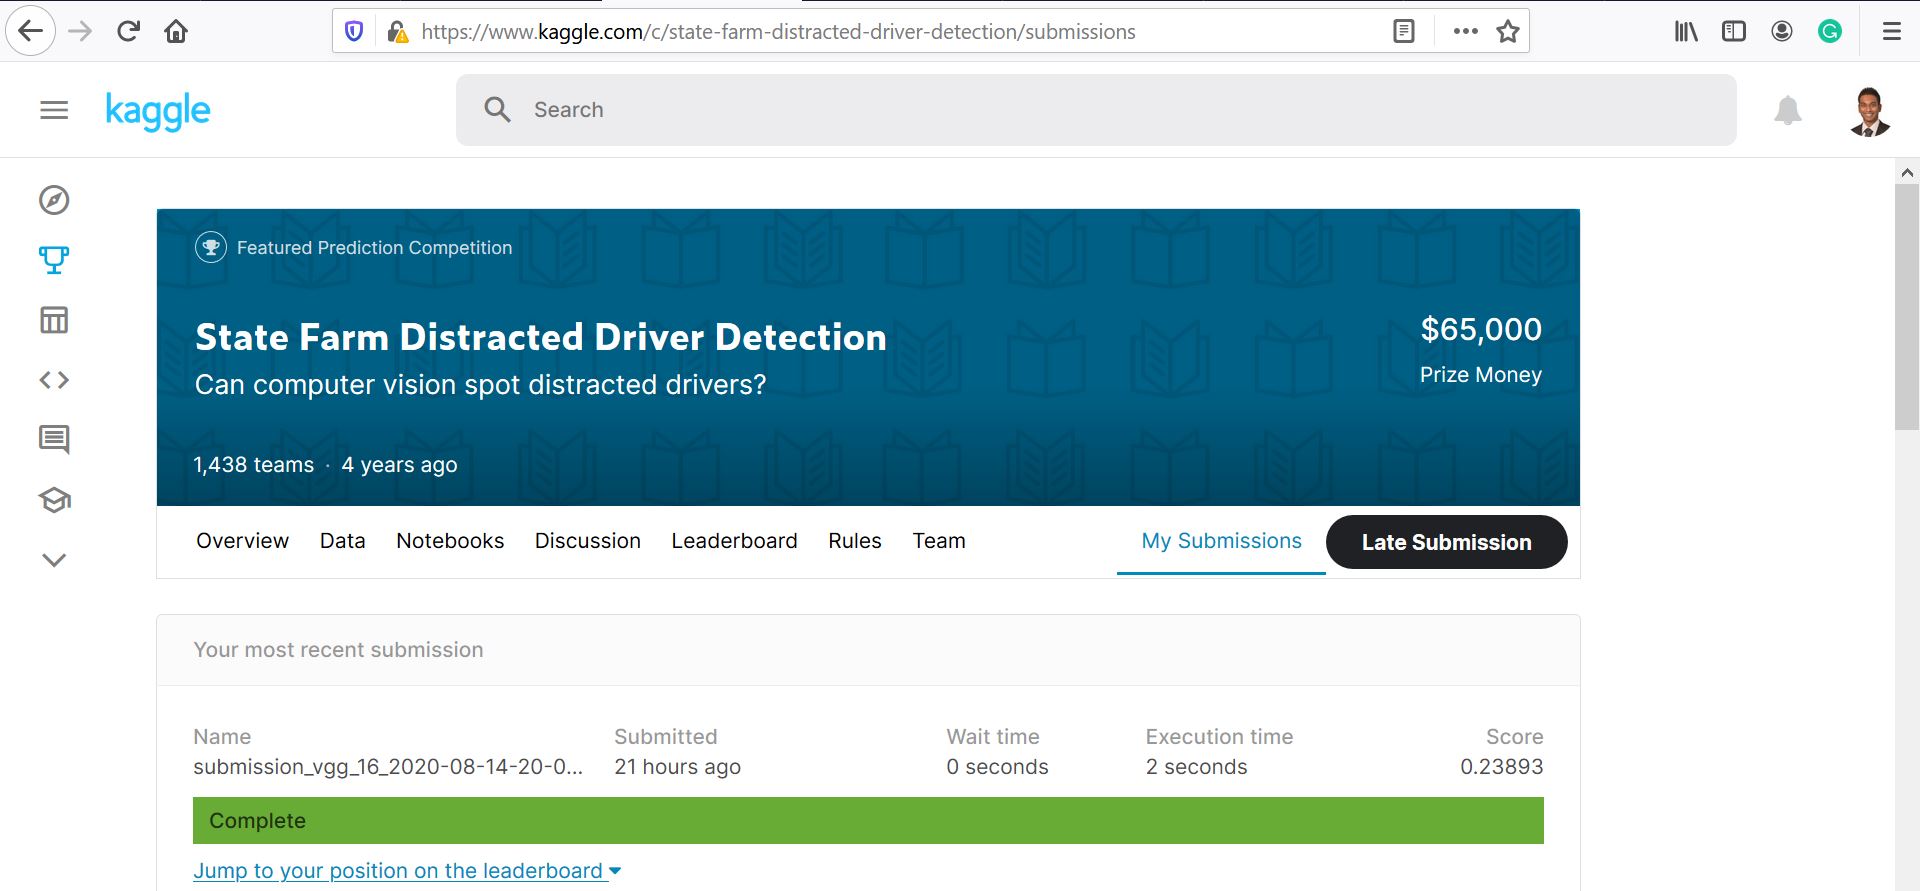 https://www.kaggle.com/c/state-farm-distracted-driver-detection/submissions
kaggle
Search
Featured Prediction Competition
State Farm Distracted Driver Detection
Can computer vision spot distracted drivers?
$65,000
Prize Money
1,438 teams · 4 years ago
Overview Data Notebooks Discussion Leaderboard Rules Team My Submissions Late Submission
Your most recent submission
Name Submitted Wait time Execution time Score
submission_vgg_16_2020-08-14-20-0... 21 hours ago 0 seconds 2 seconds 0.23893
Complete
Jump to your position on the leaderboard